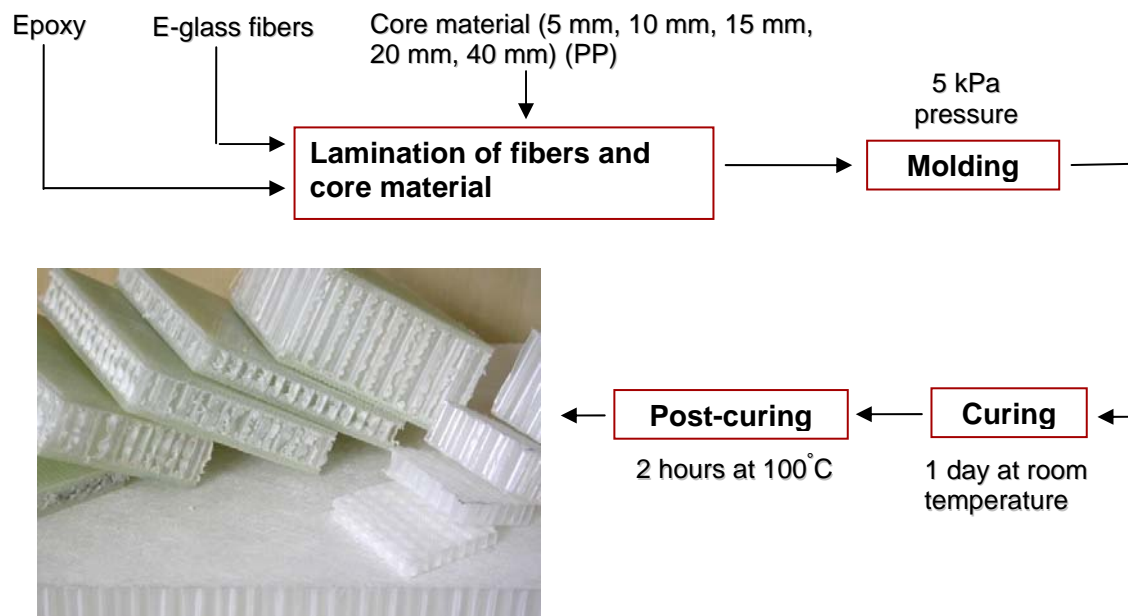 Epoxy
E-glass fibers
Core material (5 mm, 10 mm, 15 mm,
20 mm, 40 mm) (PP)
5 kPa
pressure
Lamination of fibers and
core material
Molding
Post-curing
Curing
2 hours at 100°C
1 day at room
temperature